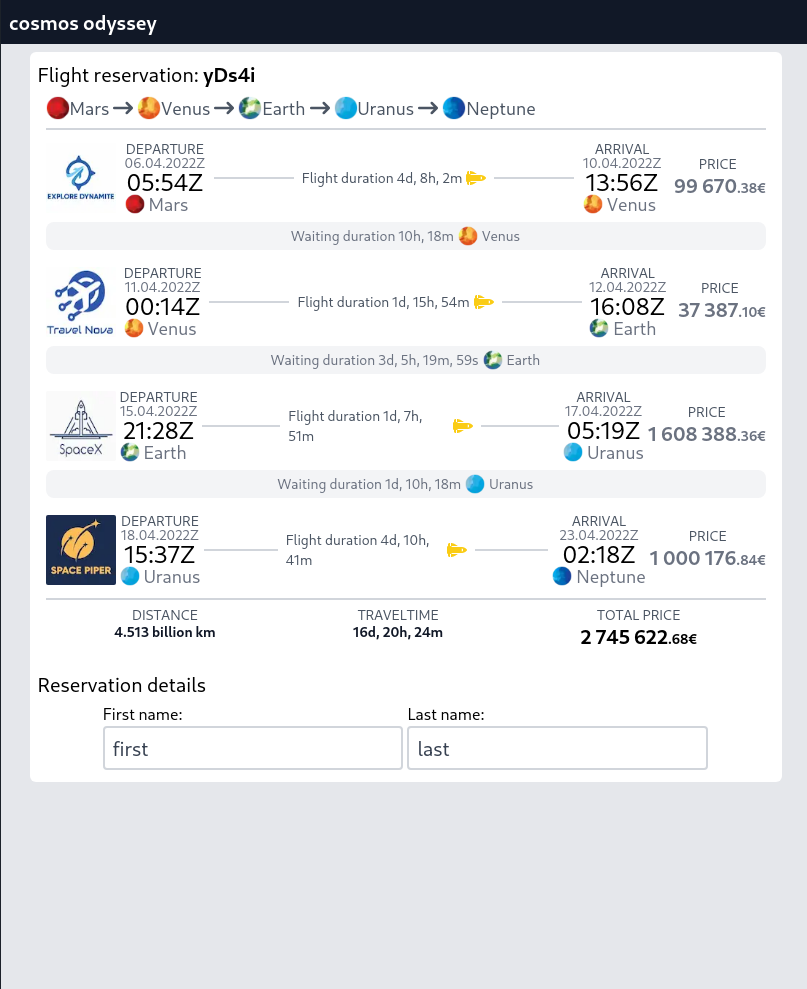 cosmos odyssey
Flight reservation: yDs4i
Mars → Venus → Earth → Uranus → Neptune
EXPLORE DYNAMITE
DEPARTURE
06.04.2022Z
05:54Z
Mars
Flight duration 4d, 8h, 2m
ARRIVAL
10.04.2022Z
13:56Z
Venus
PRICE
99 670.38€
Waiting duration 10h, 18m Venus
Travel Nova
DEPARTURE
11.04.2022Z
00:14Z
Venus
Flight duration 1d, 15h, 54m
ARRIVAL
12.04.2022Z
16:08Z
Earth
PRICE
37 387.10€
Waiting duration 3d, 5h, 19m, 59s Earth
SpaceX
DEPARTURE
15.04.2022Z
21:28Z
Earth
Flight duration 1d, 7h,
51m
ARRIVAL
17.04.2022Z
05:19Z
Uranus
PRICE
1 608 388.36€
Waiting duration 1d, 10h, 18m Uranus
SPACE PIPER
DEPARTURE
18.04.2022Z
15:37Z
Uranus
Flight duration 4d, 10h,
41m
ARRIVAL
23.04.2022Z
02:18Z
Neptune
PRICE
1 000 176.84€
DISTANCE
4.513 billion km
TRAVELTIME
16d, 20h, 24m
TOTAL PRICE
2 745 622.68€
Reservation details
First name:
first
Last name:
last